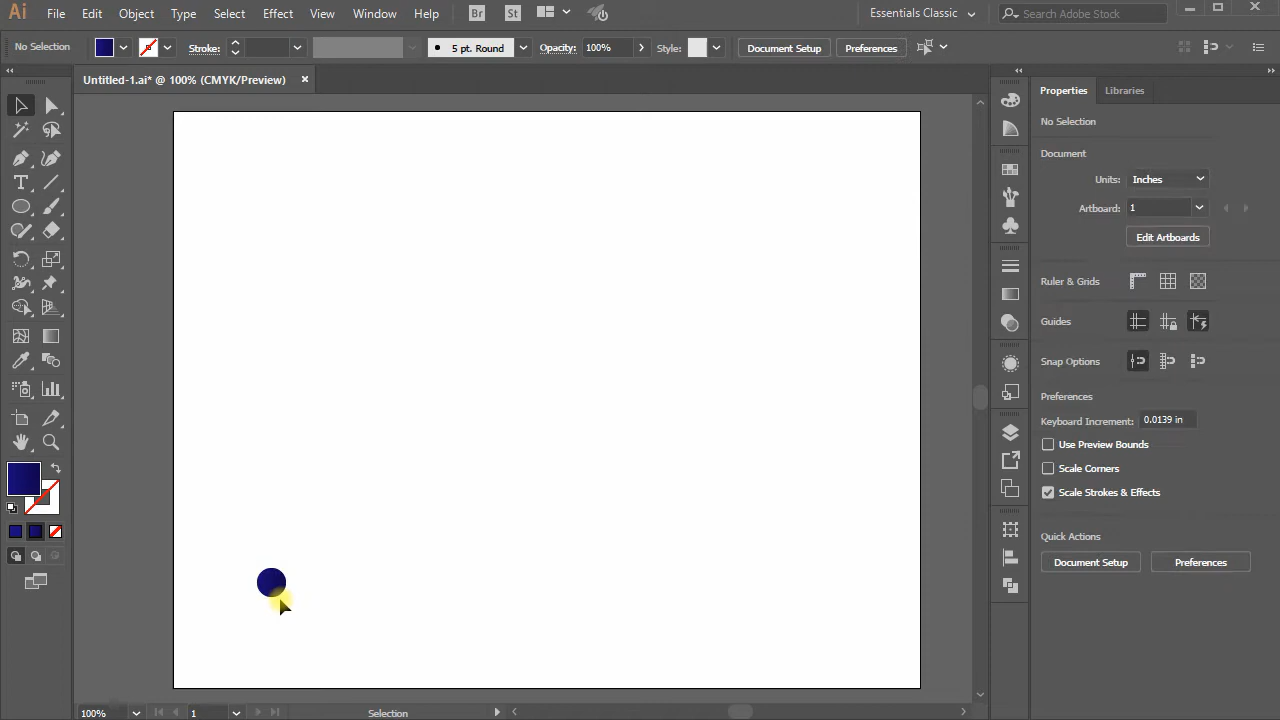 Ai File Edit Object Type Select Effect View Window Help Br St Essentials Classic Search Adobe Stock
No Selection Stroke: 5 pt. Round Opacity: 100% Style: Document Setup Preferences
Untitled-1.ai* @ 100% (CMYK/Preview)
Properties Libraries
No Selection
Document
Units: Inches
Artboard: 1
Edit Artboards
Ruler & Grids
Guides
Snap Options
Preferences
Keyboard Increment: 0.0139 in
Use Preview Bounds
Scale Corners
Scale Strokes & Effects
Quick Actions
Document Setup Preferences
100% 1 Selection